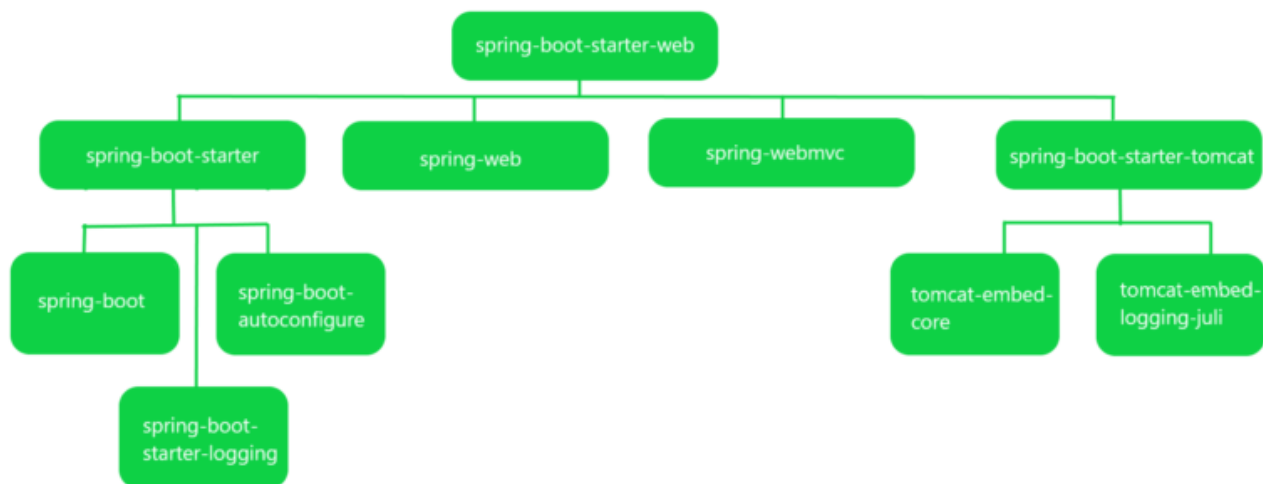 spring-boot-starter-web
spring-boot-starter
spring-web
spring-webmvc
spring-boot-starter-tomcat
spring-boot
spring-boot-
autoconfigure
tomcat-embed-
core
tomcat-embed-
logging-juli
spring-boot-
starter-logging